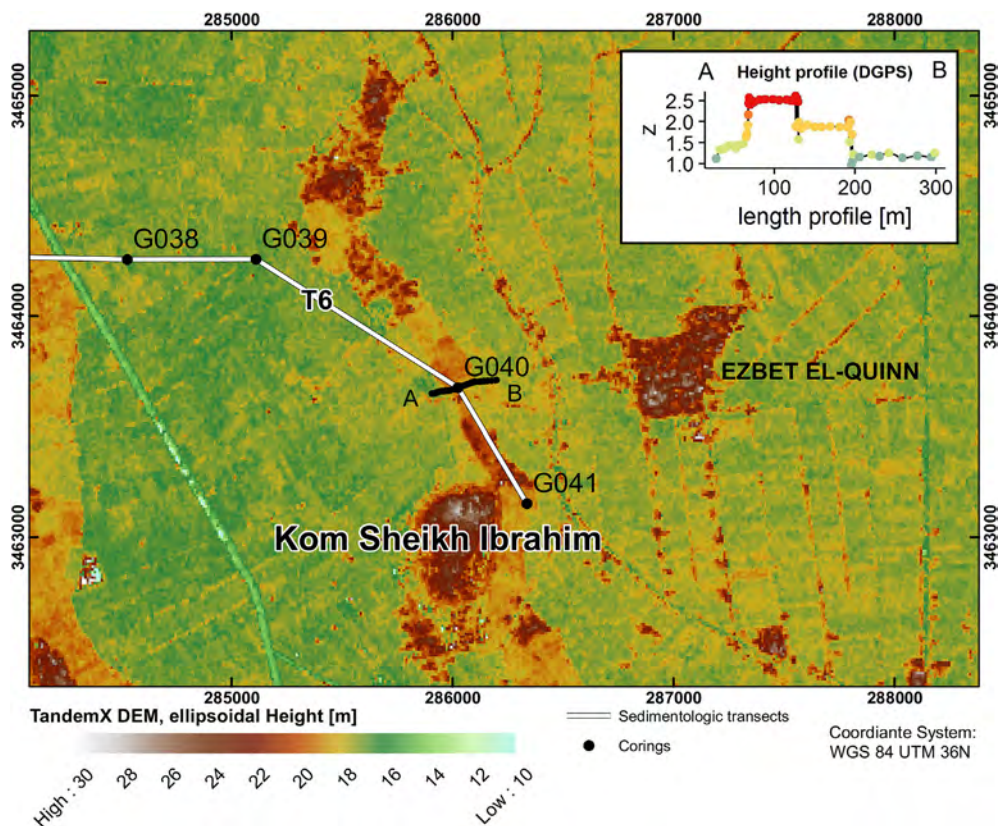 285000 286000 287000 288000
3465000
3465000
A Height profile (DGPS) B
2.5
2.0
1.5
1.0
z
100 200 300
length profile [m]
G038 G039
T6
3464000
3464000
G040
A B
EZBET EL-QUINN
G041
Kom Sheikh Ibrahim
3463000
3463000
285000 286000 287000 288000
TandemX DEM, ellipsoidal Height [m]
High : 30 28 26 24 22 20 18 16 14 12 Low : 10
Sedimentologic transects
Corings
Coordiante System:
WGS 84 UTM 36N